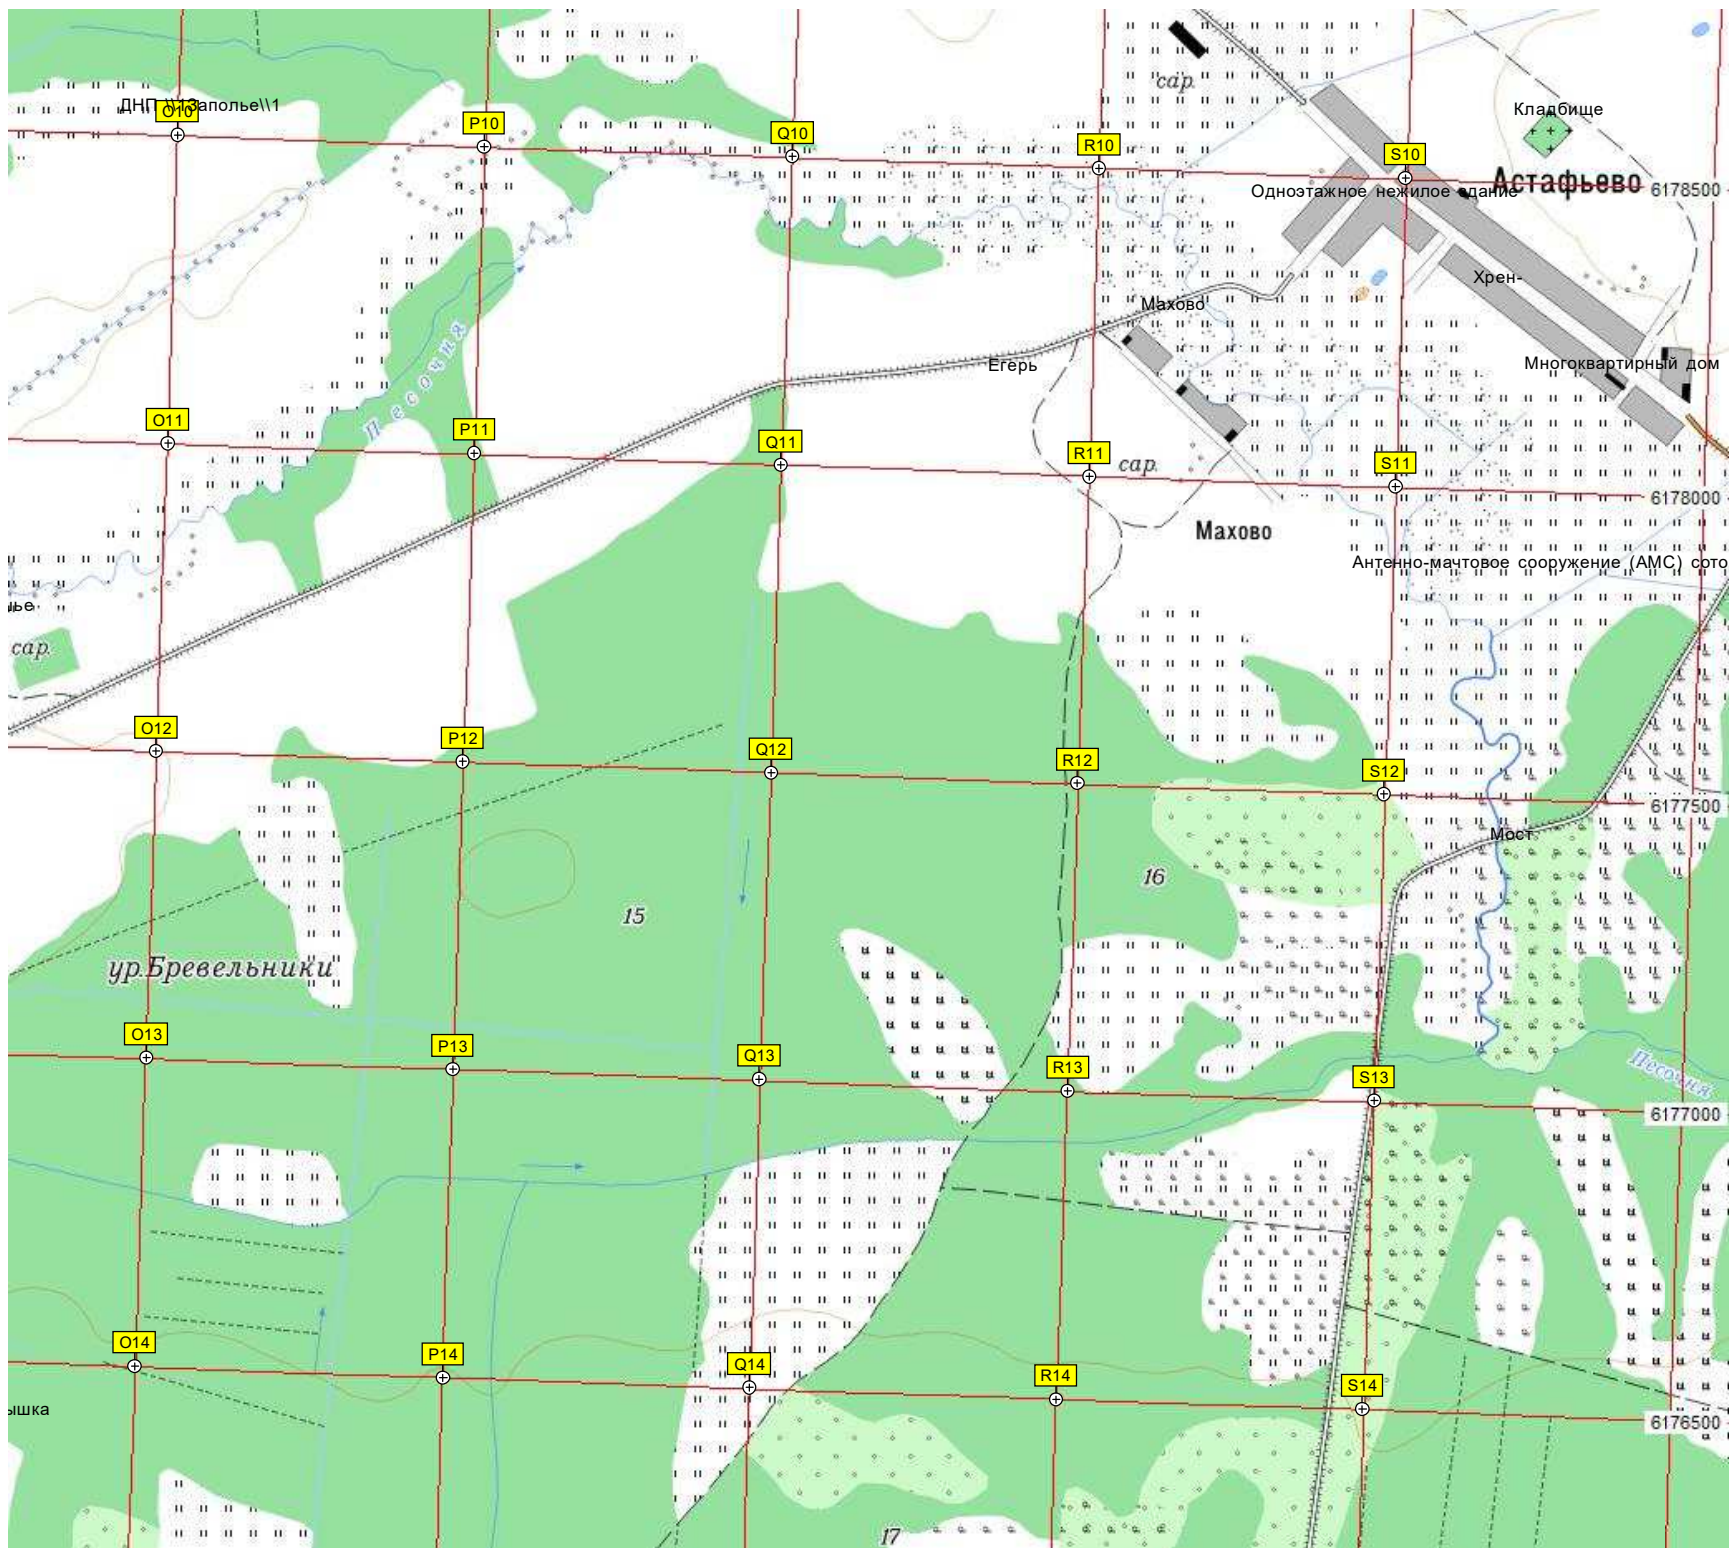 сар.
Кладбище
ДНП \\13аполье\\1
O10
P10
Q10
R10
S10
Астафьево
6178500
Одноэтажное нежилое здание
Хрен-
Махово
Песочня
Егерь
Многоквартирный дом
O11
P11
Q11
R11
S11
сар.
6178000
Махово
Антенно-мачтовое сооружение (АМС) сото
ье
сар.
O12
P12
Q12
R12
S12
6177500
Мост
16
15
ур.Бревельники
O13
P13
Q13
R13
S13
Песочня
6177000
O14
P14
Q14
R14
S14
ышка
6176500
17